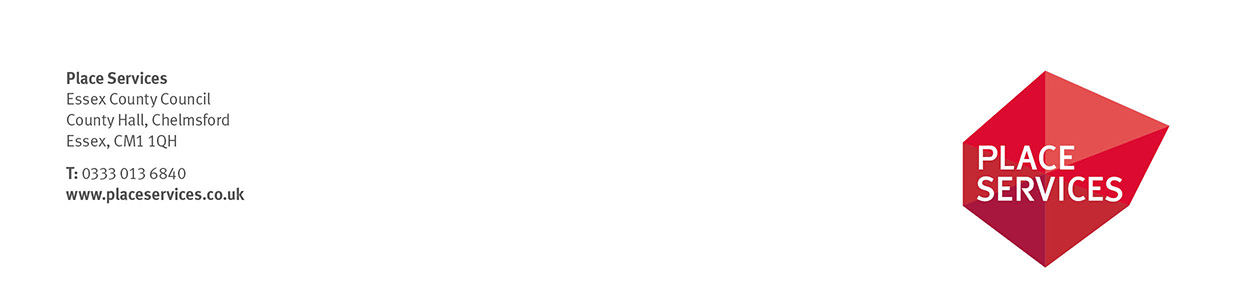 Place Services
Essex County Council
County Hall, Chelmsford
Essex, CM1 1QH
T: 0333 013 6840
www.placeservices.co.uk
PLACE
SERVICES